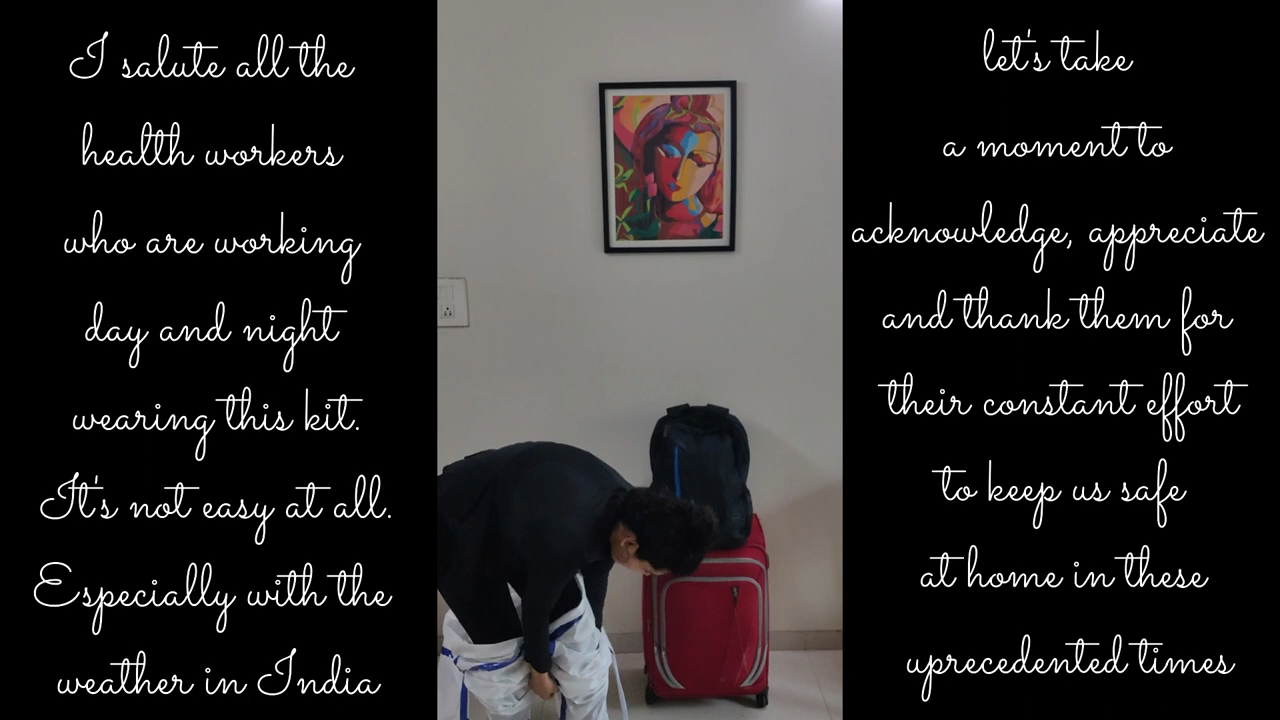 I salute all the
health workers
who are working
day and night
wearing this kit.
It's not easy at all.
Especially with the
weather in India
let's take
a moment to
acknowledge, appreciate
and thank them for
their constant effort
to keep us safe
at home in these
uprecedented times